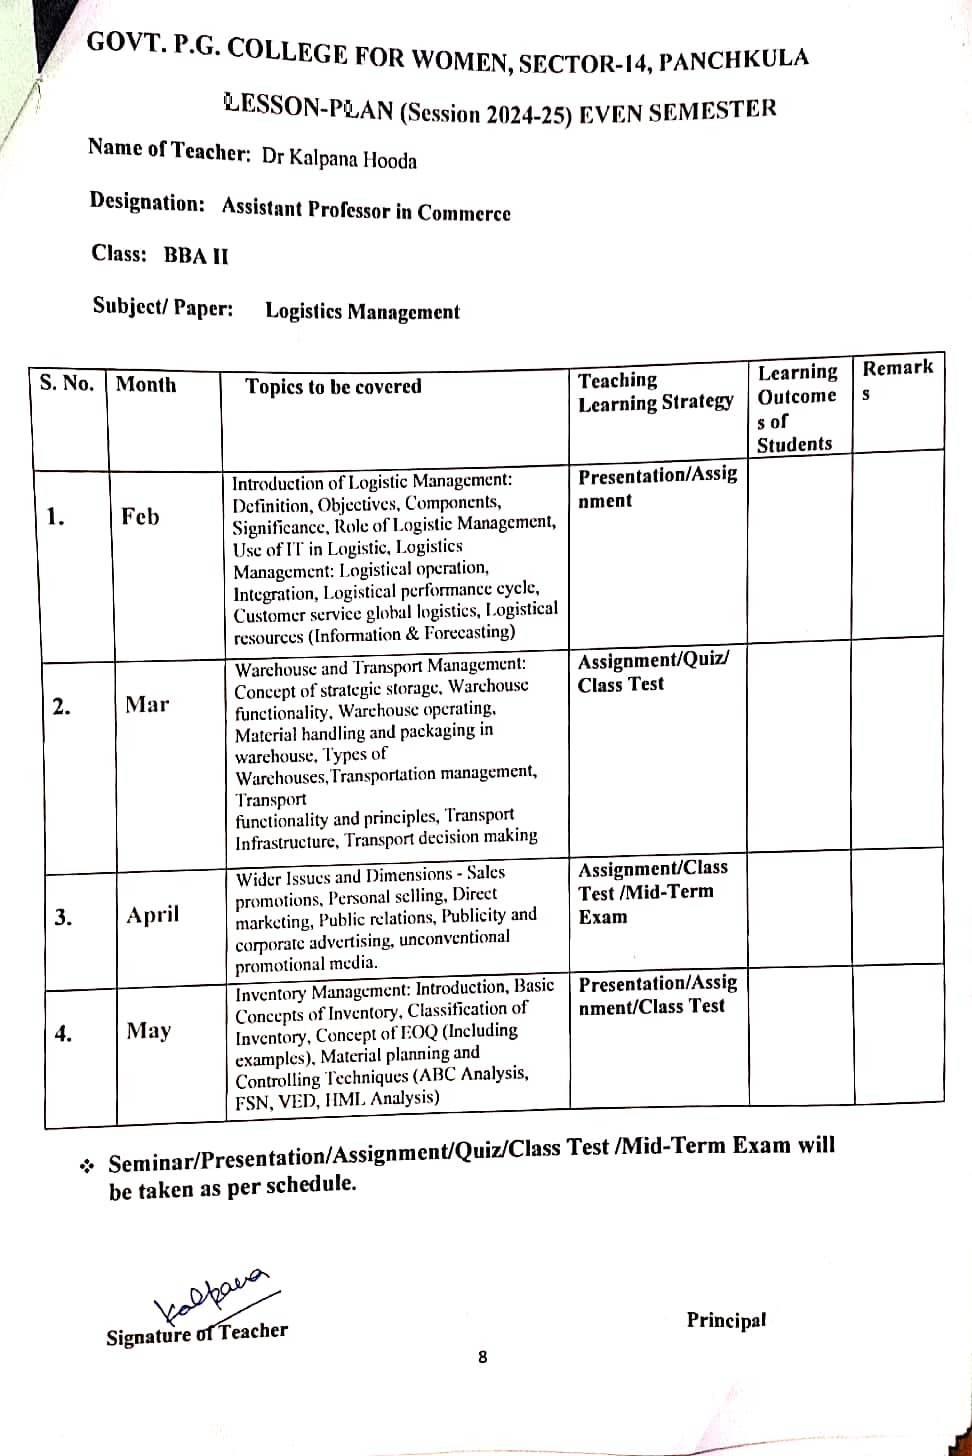 GOVT. P.G. COLLEGE FOR WOMEN, SECTOR-14, PANCHKULA
LESSON-PLAN (Session 2024-25) EVEN SEMESTER
Name of Teacher: Dr Kalpana Hooda
Designation: Assistant Professor in Commerce
Class: BBA II
Subject/ Paper: Logistics Management
S. No. Month Topics to be covered Teaching
Learning Strategy
Learning
Outcome
s of
Students
Remark
s
1. Feb
Introduction of Logistic Management:
Definition, Objectives, Components,
Significance, Role of Logistic Management,
Use of IT in Logistic, Logistics
Management: Logistical operation,
Integration, Logistical performance cycle,
Customer service global logistics, Logistical
resources (Information & Forecasting)
Presentation/Assig
nment
2. Mar
Warehouse and Transport Management:
Concept of strategic storage, Warehouse
functionality, Warehouse operating,
Material handling and packaging in
warehouse, Types of
Warehouses,Transportation management,
Transport
functionality and principles, Transport
Infrastructure, Transport decision making
Assignment/Quiz/
Class Test
3. April
Wider Issues and Dimensions - Sales
promotions, Personal selling, Direct
marketing, Public relations, Publicity and
corporate advertising, unconventional
promotional media.
Assignment/Class
Test /Mid-Term
Exam
4. May
Inventory Management: Introduction, Basic
Concepts of Inventory, Classification of
Inventory, Concept of EOQ (Including
examples), Material planning and
Controlling Techniques (ABC Analysis,
FSN, VED, HML Analysis)
Presentation/Assig
nment/Class Test
❖ Seminar/Presentation/Assignment/Quiz/Class Test /Mid-Term Exam will
be taken as per schedule.
Kalpana
Signature of Teacher
Principal
8